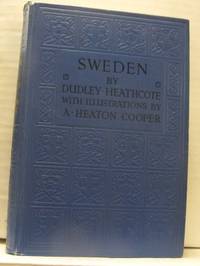 SWEDEN
BY
DUDLEY HEATHCOTE
WITH ILLUSTRATIONS BY
A·HEATON COOPER